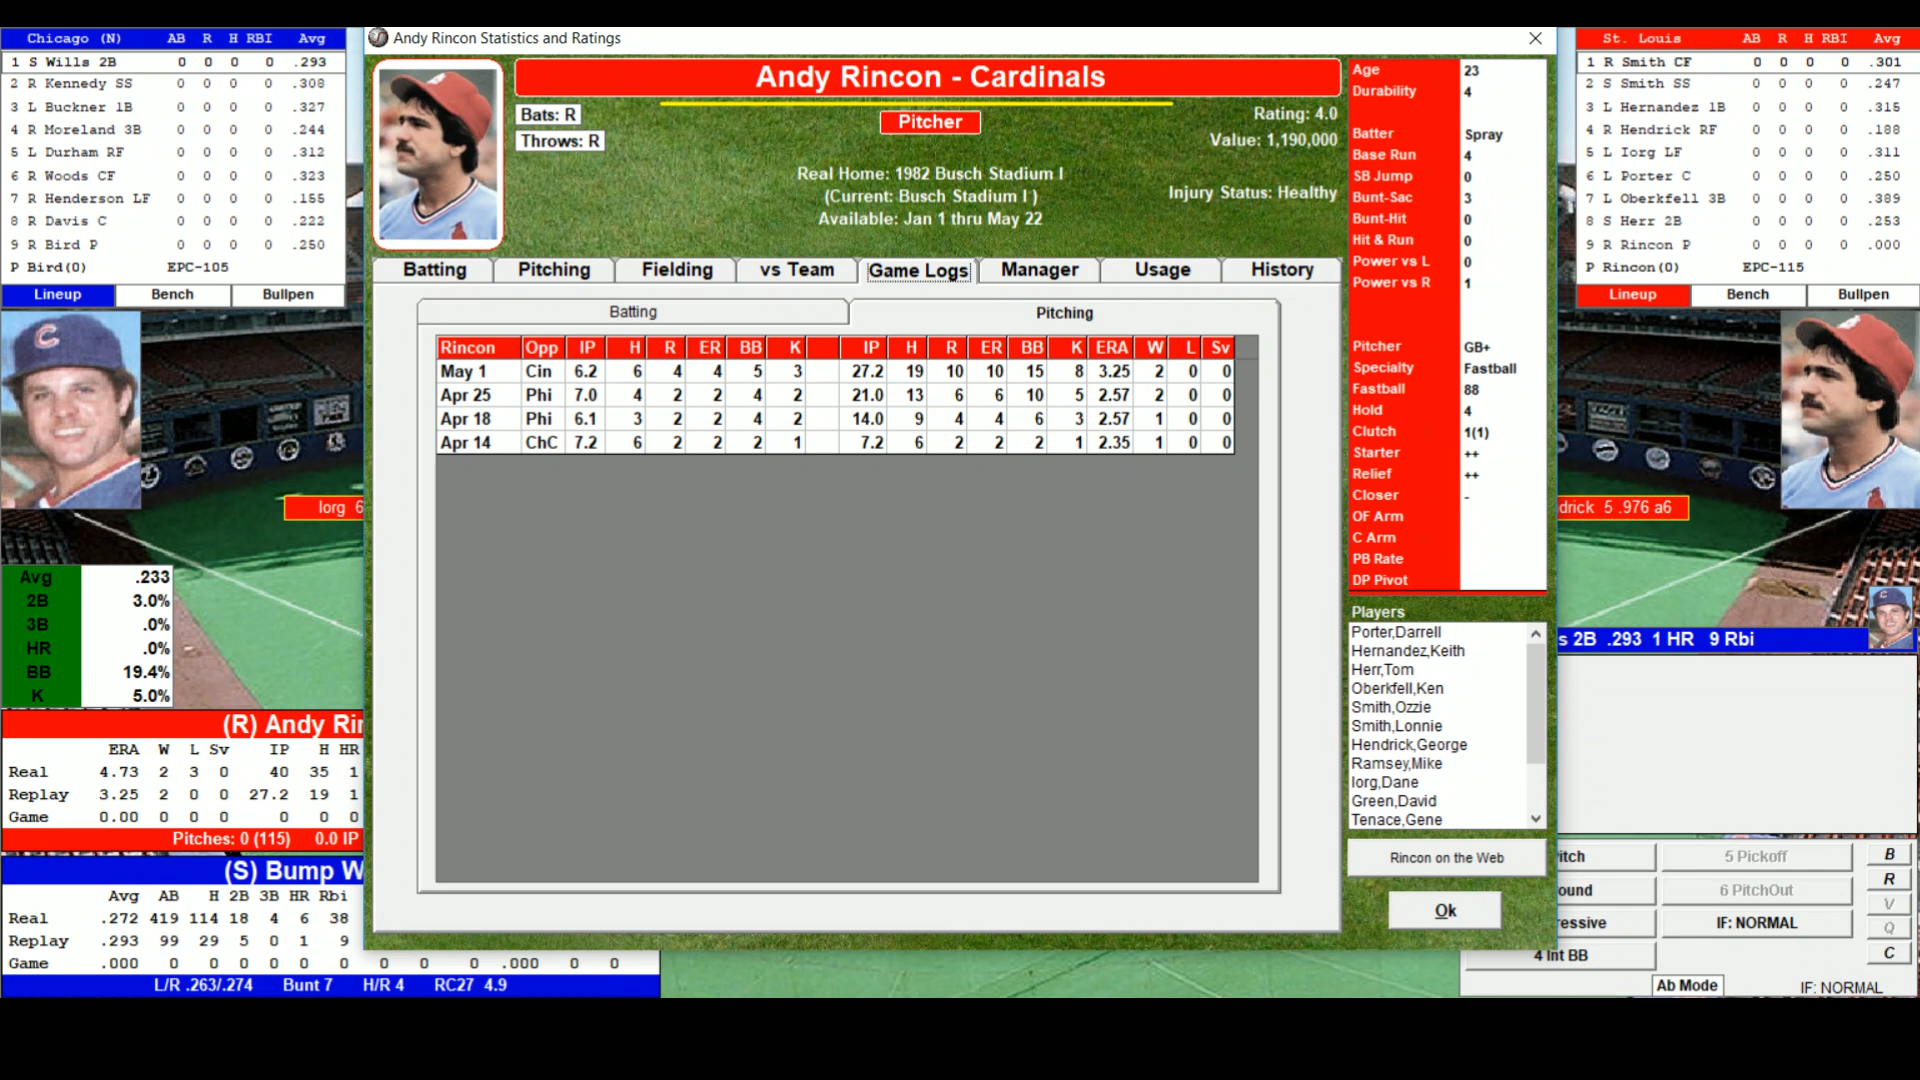 Chicago (N) AB R H RBI Avg
1 S Wills 2B 0 0 0 0 .293
2 R Kennedy SS 0 0 0 0 .308
3 L Buckner 1B 0 0 0 0 .327
4 R Moreland 3B 0 0 0 0 .244
5 L Durham RF 0 0 0 0 .312
6 R Woods CF 0 0 0 0 .323
7 R Henderson LF 0 0 0 0 .155
8 R Davis C 0 0 0 0 .222
9 R Bird P 0 0 0 0 .250
P Bird(0) EPC-105
Lineup Bench Bullpen
Iorg 6
Avg .233
2B 3.0%
3B .0%
HR .0%
BB 19.4%
K 5.0%
(R) Andy Rin
ERA W L Sv IP H HR
Real 4.73 2 3 0 40 35 1
Replay 3.25 2 0 0 27.2 19 1
Game 0.00 0 0 0 0 0 0
Pitches: 0 (115) 0.0 IP
(S) Bump W
Avg AB H 2B 3B HR Rbi
Real .272 419 114 18 4 6 38
Replay .293 99 29 5 0 1 9
Game .000 0 0 0 0 0 0 0 0 0 .000 0 0
L/R .263/.274 Bunt 7 H/R 4 RC27 4.9
Andy Rincon Statistics and Ratings
Andy Rincon - Cardinals
Bats: R
Throws: R
Pitcher
Rating: 4.0
Value: 1,190,000
Real Home: 1982 Busch Stadium I
(Current: Busch Stadium I )
Available: Jan 1 thru May 22
Injury Status: Healthy
Batting Pitching Fielding vs Team Game Logs Manager Usage History
Batting Pitching
Rincon Opp IP H R ER BB K IP H R ER BB K ERA W L Sv
May 1 Cin 6.2 6 4 4 5 3 27.2 19 10 10 15 8 3.25 2 0 0
Apr 25 Phi 7.0 4 2 2 4 2 21.0 13 6 6 10 5 2.57 2 0 0
Apr 18 Phi 6.1 3 2 2 4 2 14.0 9 4 4 6 3 2.57 1 0 0
Apr 14 ChC 7.2 6 2 2 2 1 7.2 6 2 2 2 1 2.35 1 0 0
Age 23
Durability 4
Batter Spray
Base Run 4
SB Jump 0
Bunt-Sac 3
Bunt-Hit 0
Hit & Run 0
Power vs L 0
Power vs R 1
Pitcher GB+
Specialty Fastball
Fastball 88
Hold 4
Clutch 1(1)
Starter ++
Relief ++
Closer -
OF Arm
C Arm
PB Rate
DP Pivot
Players
Porter,Darrell
Hernandez,Keith
Herr,Tom
Oberkfell,Ken
Smith,Ozzie
Smith,Lonnie
Hendrick,George
Ramsey,Mike
Iorg,Dane
Green,David
Tenace,Gene
Rincon on the Web
Ok
St. Louis AB R H RBI Avg
1 R Smith CF 0 0 0 0 .301
2 S Smith SS 0 0 0 0 .247
3 L Hernandez 1B 0 0 0 0 .315
4 R Hendrick RF 0 0 0 0 .188
5 L Iorg LF 0 0 0 0 .311
6 L Porter C 0 0 0 0 .250
7 L Oberkfell 3B 0 0 0 0 .389
8 S Herr 2B 0 0 0 0 .253
9 R Rincon P 0 0 0 0 .000
P Rincon(0) EPC-115
Lineup Bench Bullpen
drick 5 .976 a6
s 2B .293 1 HR 9 Rbi
itch 5 Pickoff B
ound 6 PitchOut R
V
ressive IF: NORMAL Q
4 Int BB C
Ab Mode IF: NORMAL